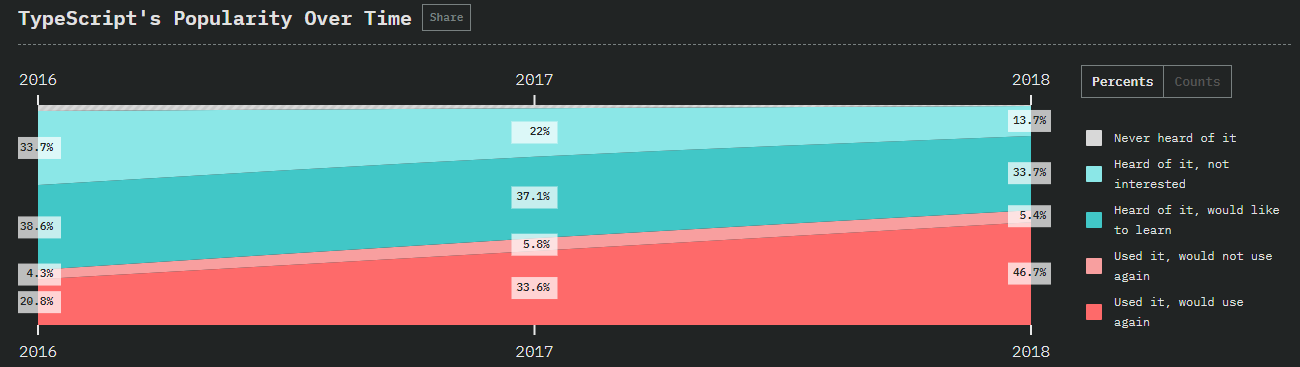 TypeScript's Popularity Over Time
Share
2016 2017 2018
Percents Counts
33.7% 22% 13.7%
38.6% 37.1% 33.7%
4.3% 5.8% 5.4%
20.8% 33.6% 46.7%
2016 2017 2018
Never heard of it
Heard of it, not
interested
Heard of it, would like
to learn
Used it, would not use
again
Used it, would use
again